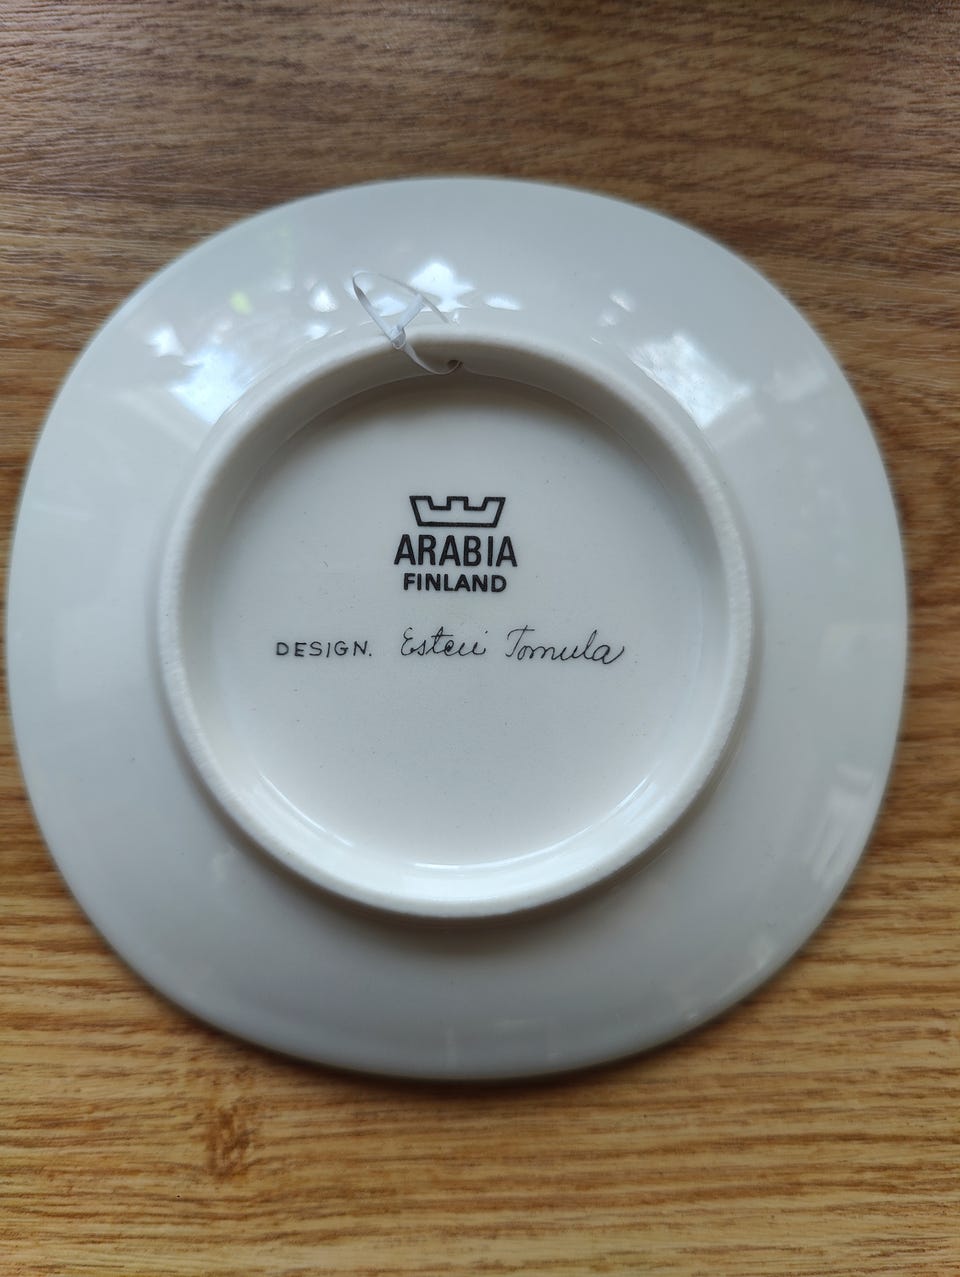 ARABIA
FINLAND
DESIGN. Esteri Tomula